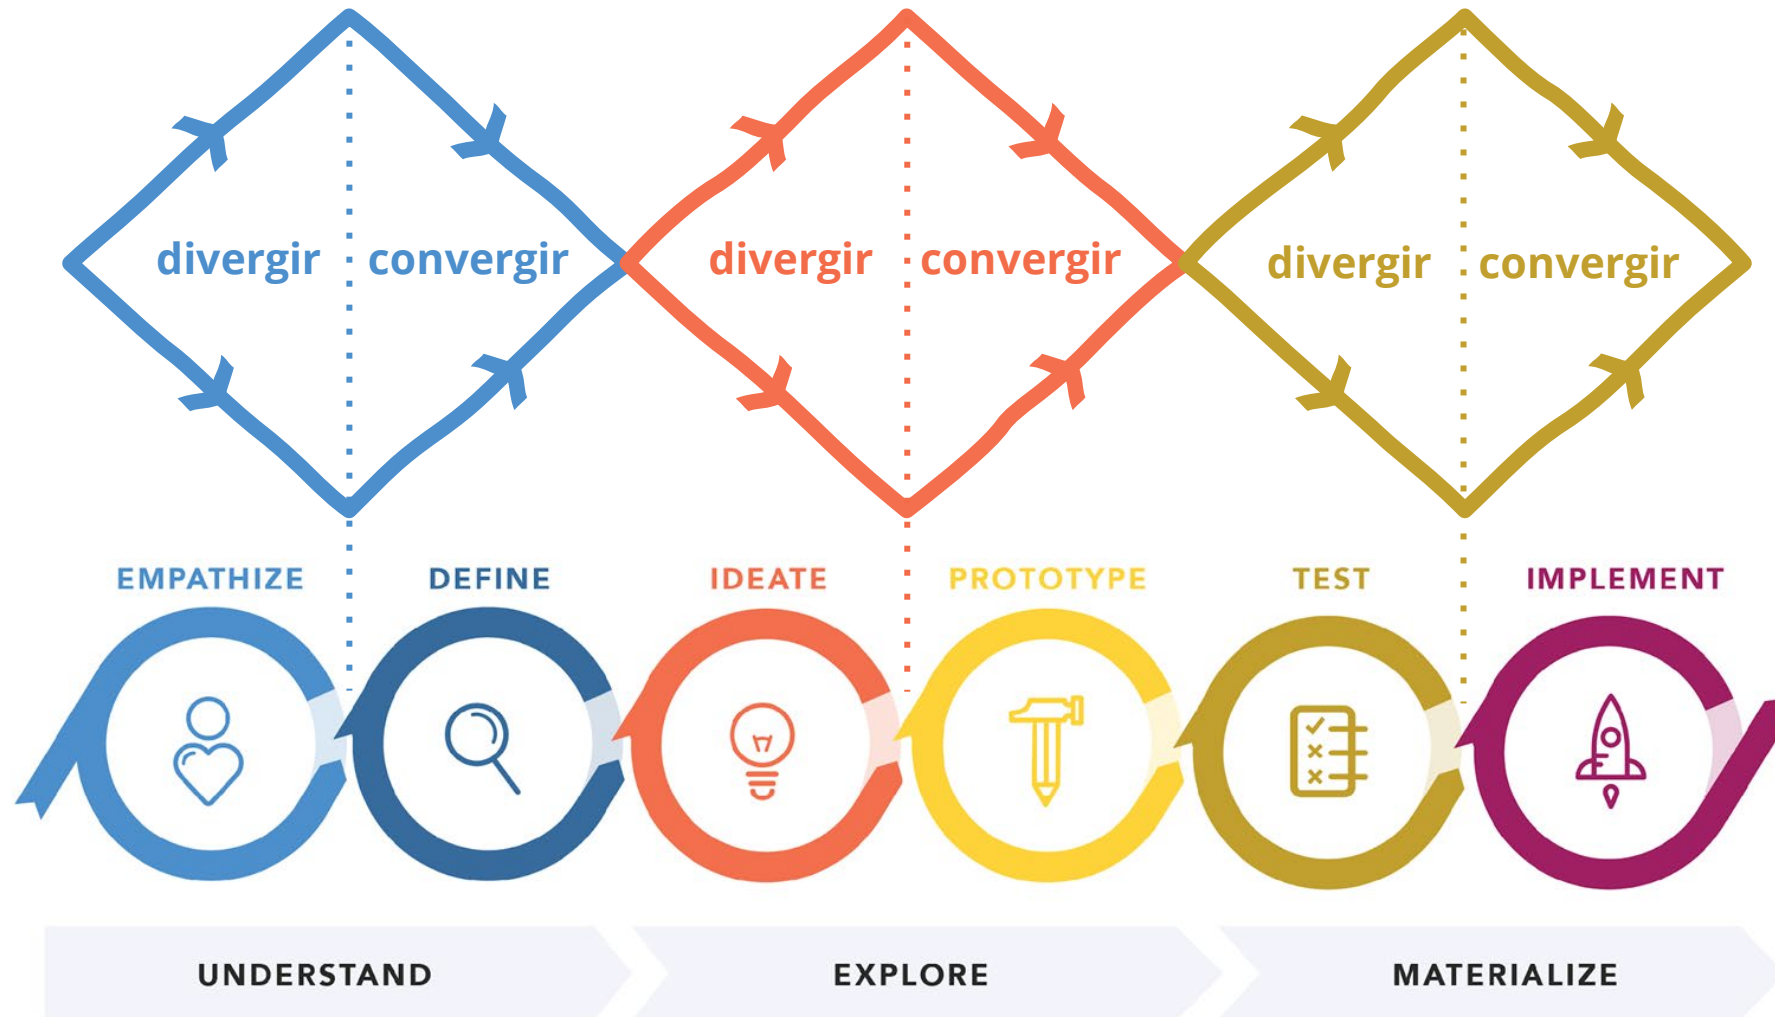 divergir convergir divergir convergir divergir convergir
EMPATHIZE DEFINE IDEATE PROTOTYPE TEST IMPLEMENT
UNDERSTAND EXPLORE MATERIALIZE